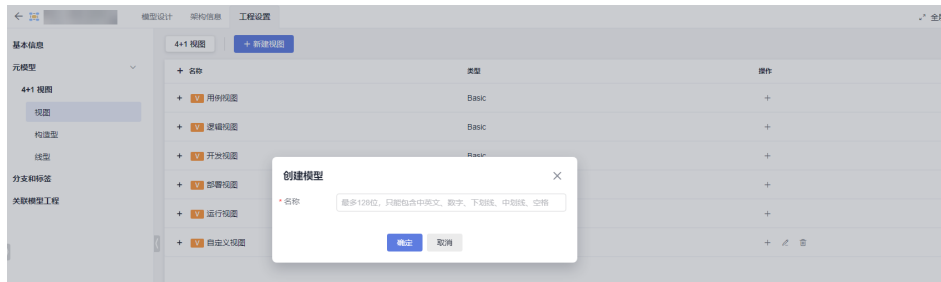 模型设计 架构信息 工程设置 全屏
基本信息
元模型
4+1 视图
视图
构造型
线型
分支和标签
关联模型工程
4+1 视图 + 新建视图
+ 名称 类型 操作
+ V 用例视图 Basic +
+ V 逻辑视图 Basic +
+ V 开发视图 Basic +
+ V 部署视图 +
+ V 运行视图 +
+ V 自定义视图 +
创建模型
* 名称 最多128位，只能包含中英文、数字、下划线、中划线、空格
确定 取消